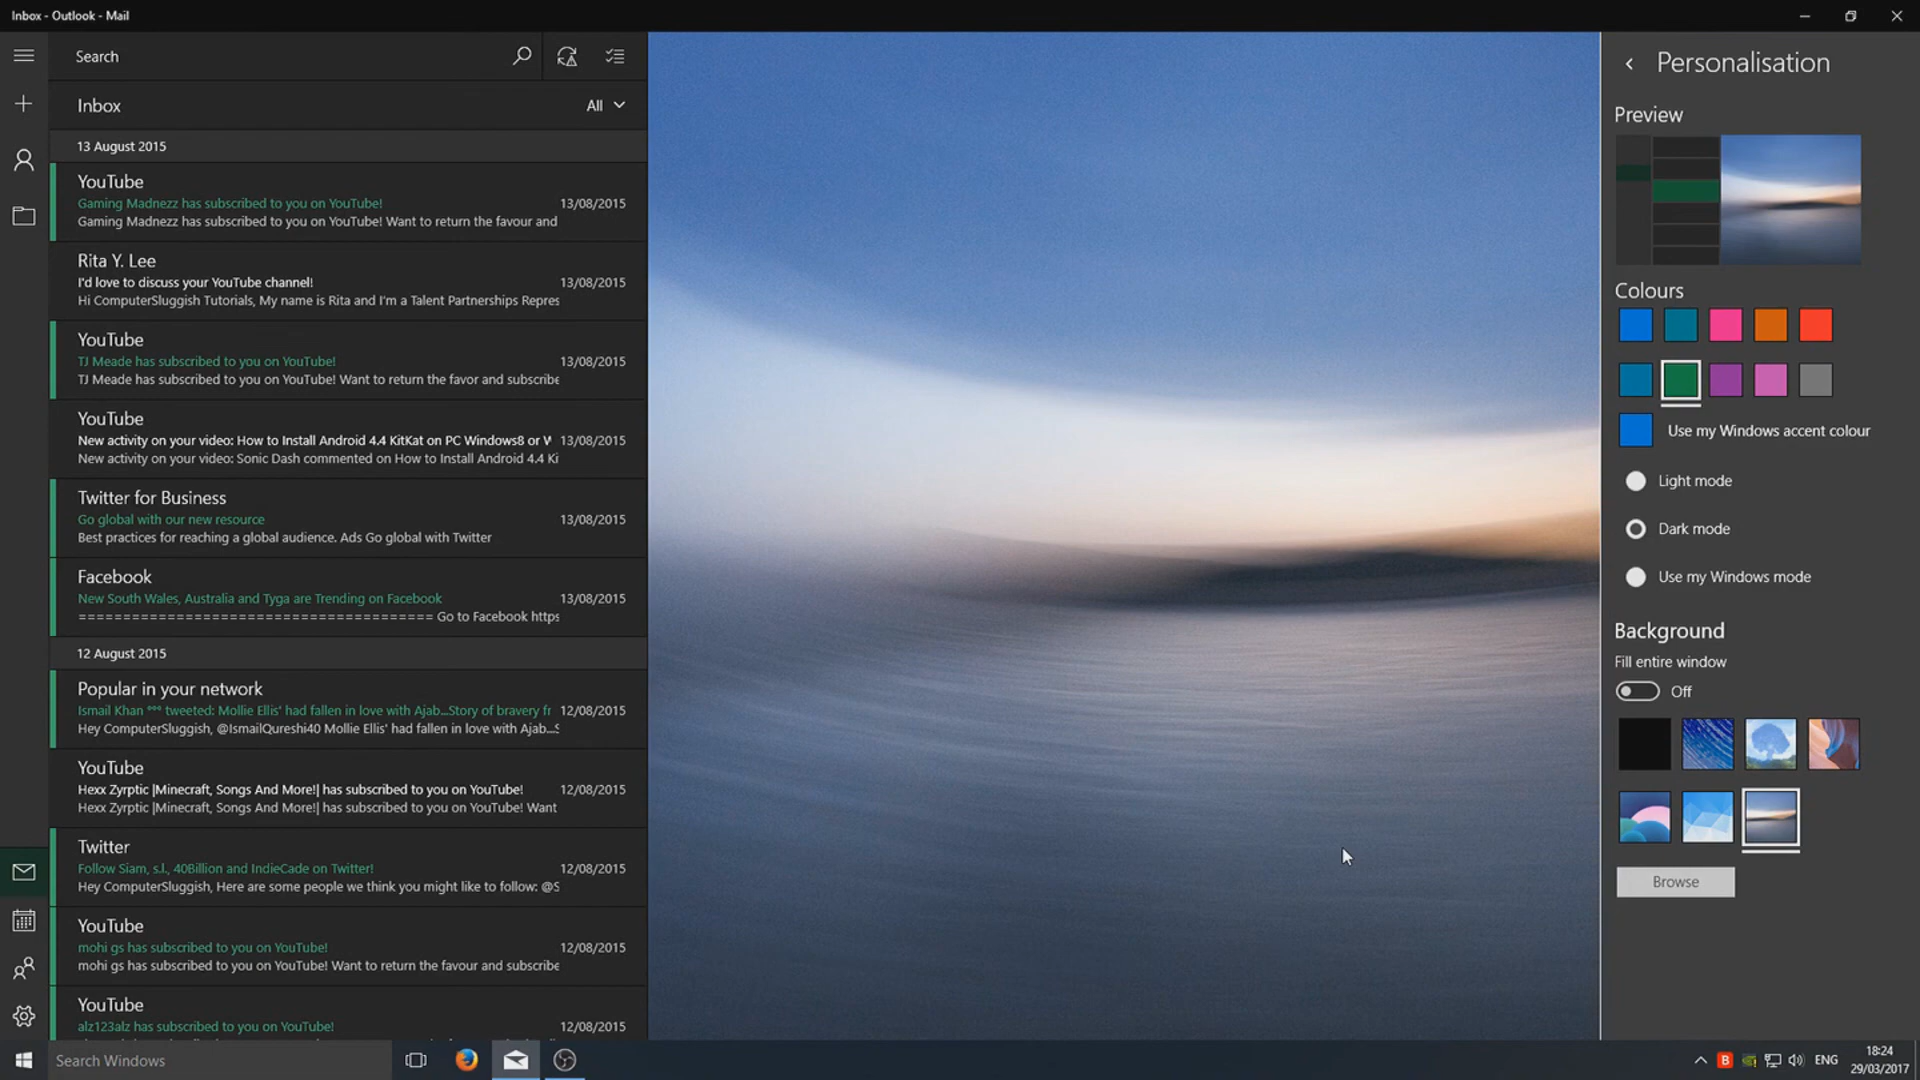 Inbox - Outlook - Mail
Search
Inbox
All
13 August 2015
YouTube
Gaming Madnezz has subscribed to you on YouTube!
13/08/2015
Gaming Madnezz has subscribed to you on YouTube! Want to return the favour and
Rita Y. Lee
I'd love to discuss your YouTube channel!
13/08/2015
Hi ComputerSluggish Tutorials, My name is Rita and I'm a Talent Partnerships Repres
YouTube
TJ Meade has subscribed to you on YouTube!
13/08/2015
TJ Meade has subscribed to you on YouTube! Want to return the favor and subscribe
YouTube
New activity on your video: How to Install Android 4.4 KitKat on PC Windows8 or W
13/08/2015
New activity on your video: Sonic Dash commented on How to Install Android 4.4 Ki
Twitter for Business
Go global with our new resource
13/08/2015
Best practices for reaching a global audience. Ads Go global with Twitter
Facebook
New South Wales, Australia and Tyga are Trending on Facebook
13/08/2015
======================================== Go to Facebook https
12 August 2015
Popular in your network
Ismail Khan °°° tweeted: Mollie Ellis' had fallen in love with Ajab...Story of bravery fr
12/08/2015
Hey ComputerSluggish, @IsmailQureshi40 Mollie Ellis' had fallen in love with Ajab...S
YouTube
Hexx Zyrptic |Minecraft, Songs And More!| has subscribed to you on YouTube!
12/08/2015
Hexx Zyrptic |Minecraft, Songs And More!| has subscribed to you on YouTube! Want
Twitter
Follow Siam, s.l., 40Billion and IndieCade on Twitter!
12/08/2015
Hey ComputerSluggish, Here are some people we think you might like to follow: @S
YouTube
mohi gs has subscribed to you on YouTube!
12/08/2015
mohi gs has subscribed to you on YouTube! Want to return the favour and subscribe
YouTube
alz123alz has subscribed to you on YouTube!
12/08/2015
Personalisation
Preview
Colours
Use my Windows accent colour
Light mode
Dark mode
Use my Windows mode
Background
Fill entire window
Off
Browse
Search Windows
B
ENG
18:24
29/03/2017